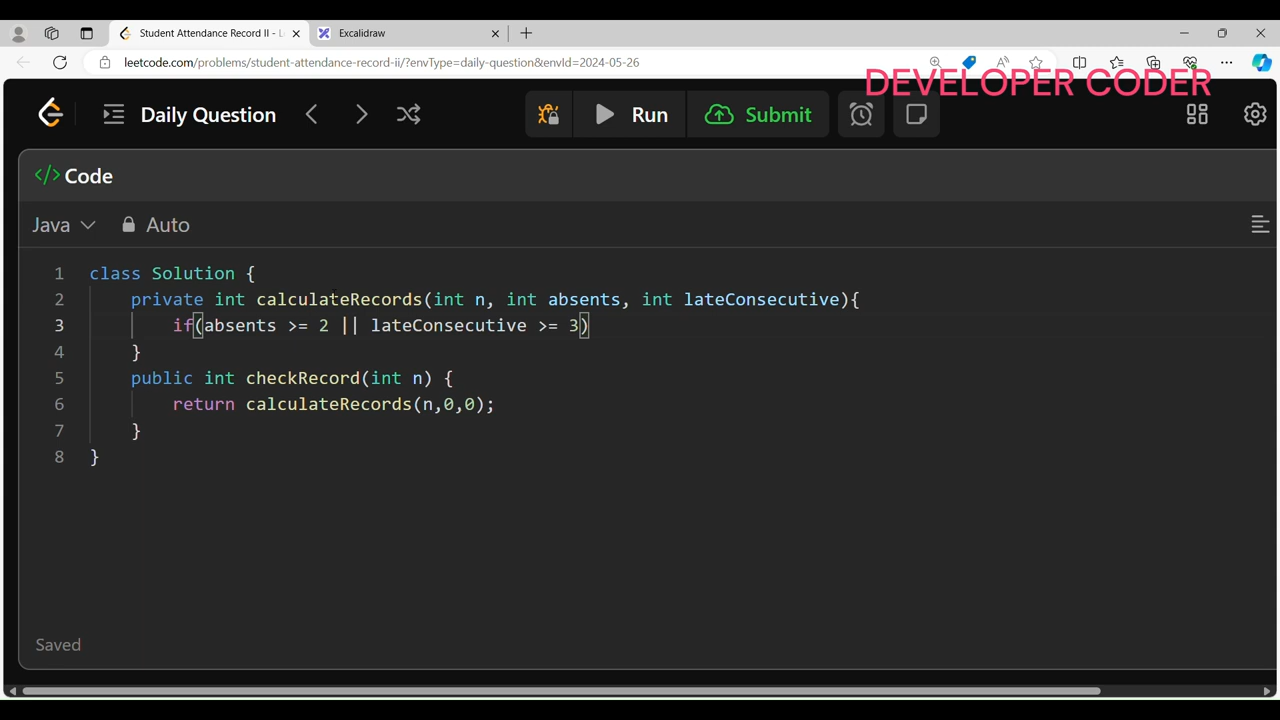 Student Attendance Record II - L
Excalidraw
leetcode.com/problems/student-attendance-record-ii/?envType=daily-question&envId=2024-05-26
DEVELOPER CODER
Daily Question
Run
Submit
</> Code
Java
Auto
1 class Solution {
2 private int calculateRecords(int n, int absents, int lateConsecutive){
3 if(absents >= 2 || lateConsecutive >= 3)
4 }
5 public int checkRecord(int n) {
6 return calculateRecords(n,0,0);
7 }
8 }
Saved